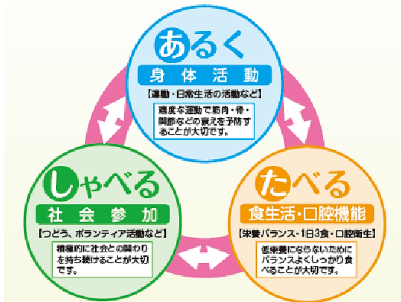 あるく
身体活動
【運動・日常生活の活動など】
適度な運動で筋肉・骨・
関節などの衰えを予防す
ることが大切です。
しゃべる
社会参加
【つどう、ボランティア活動など】
積極的に社会との関わり
を持ち続けることが大切
です。
たべる
食生活・口腔機能
【栄養バランス・1日3食・口腔衛生】
低栄養にならないために
バランスよくしっかり食
べることが大切です。